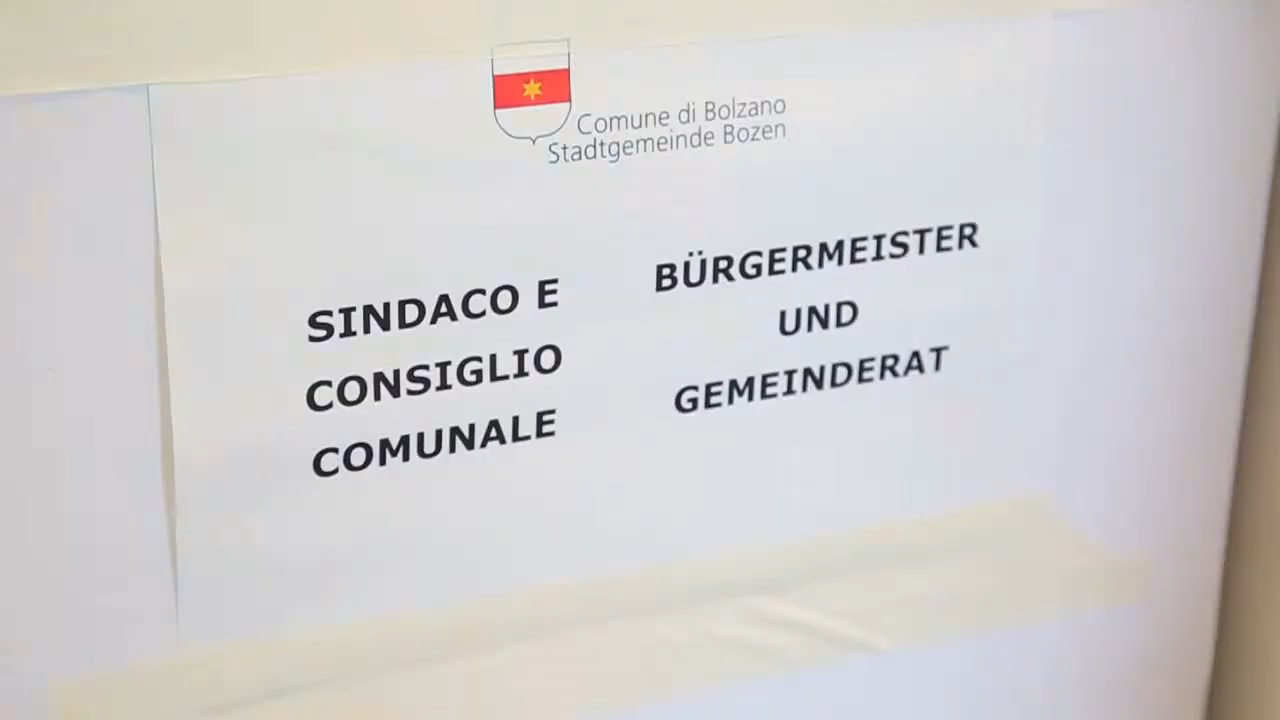 Comune di Bolzano
Stadtgemeinde Bozen
SINDACO E
CONSIGLIO
COMUNALE
BÜRGERMEISTER
UND
GEMEINDERAT